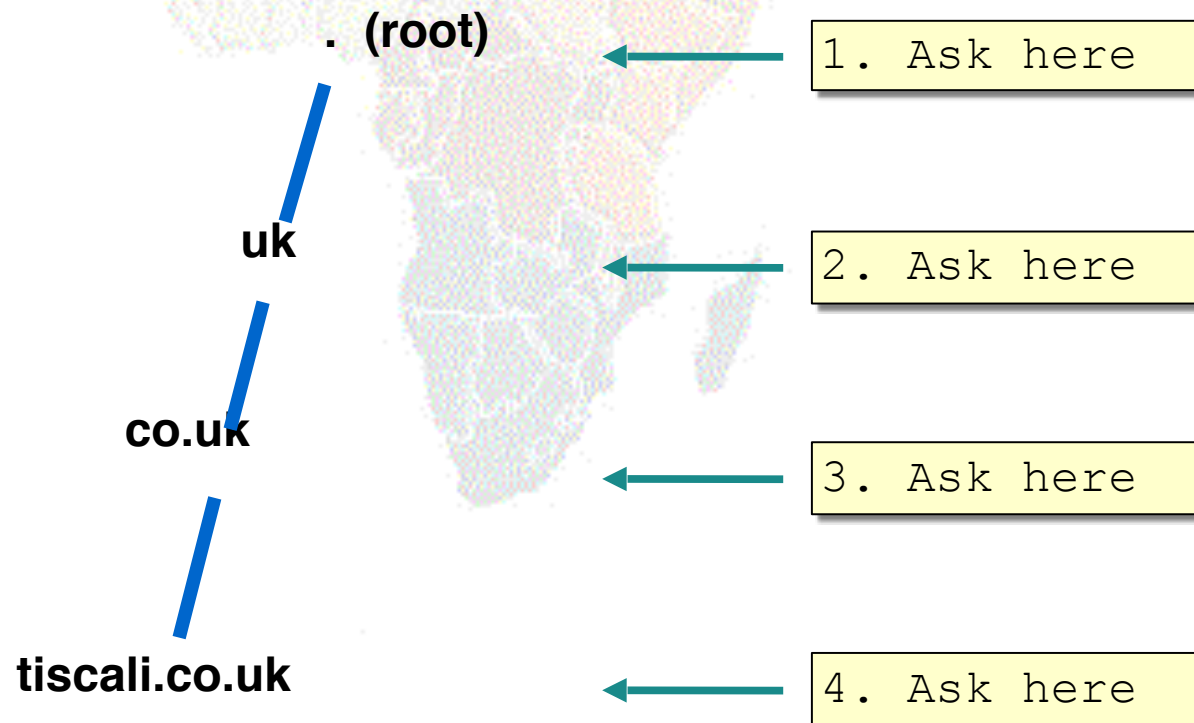 . (root)
1. Ask here
uk
2. Ask here
co.uk
3. Ask here
tiscali.co.uk
4. Ask here